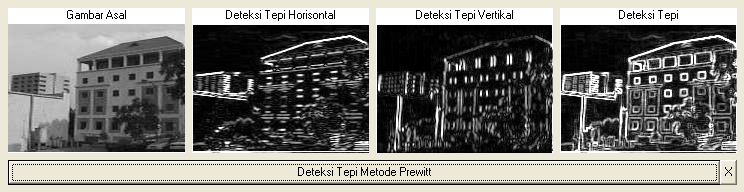 Gambar Asal
Deteksi Tepi Horisontal
Deteksi Tepi Vertikal
Deteksi Tepi
Deteksi Tepi Metode Prewitt
X